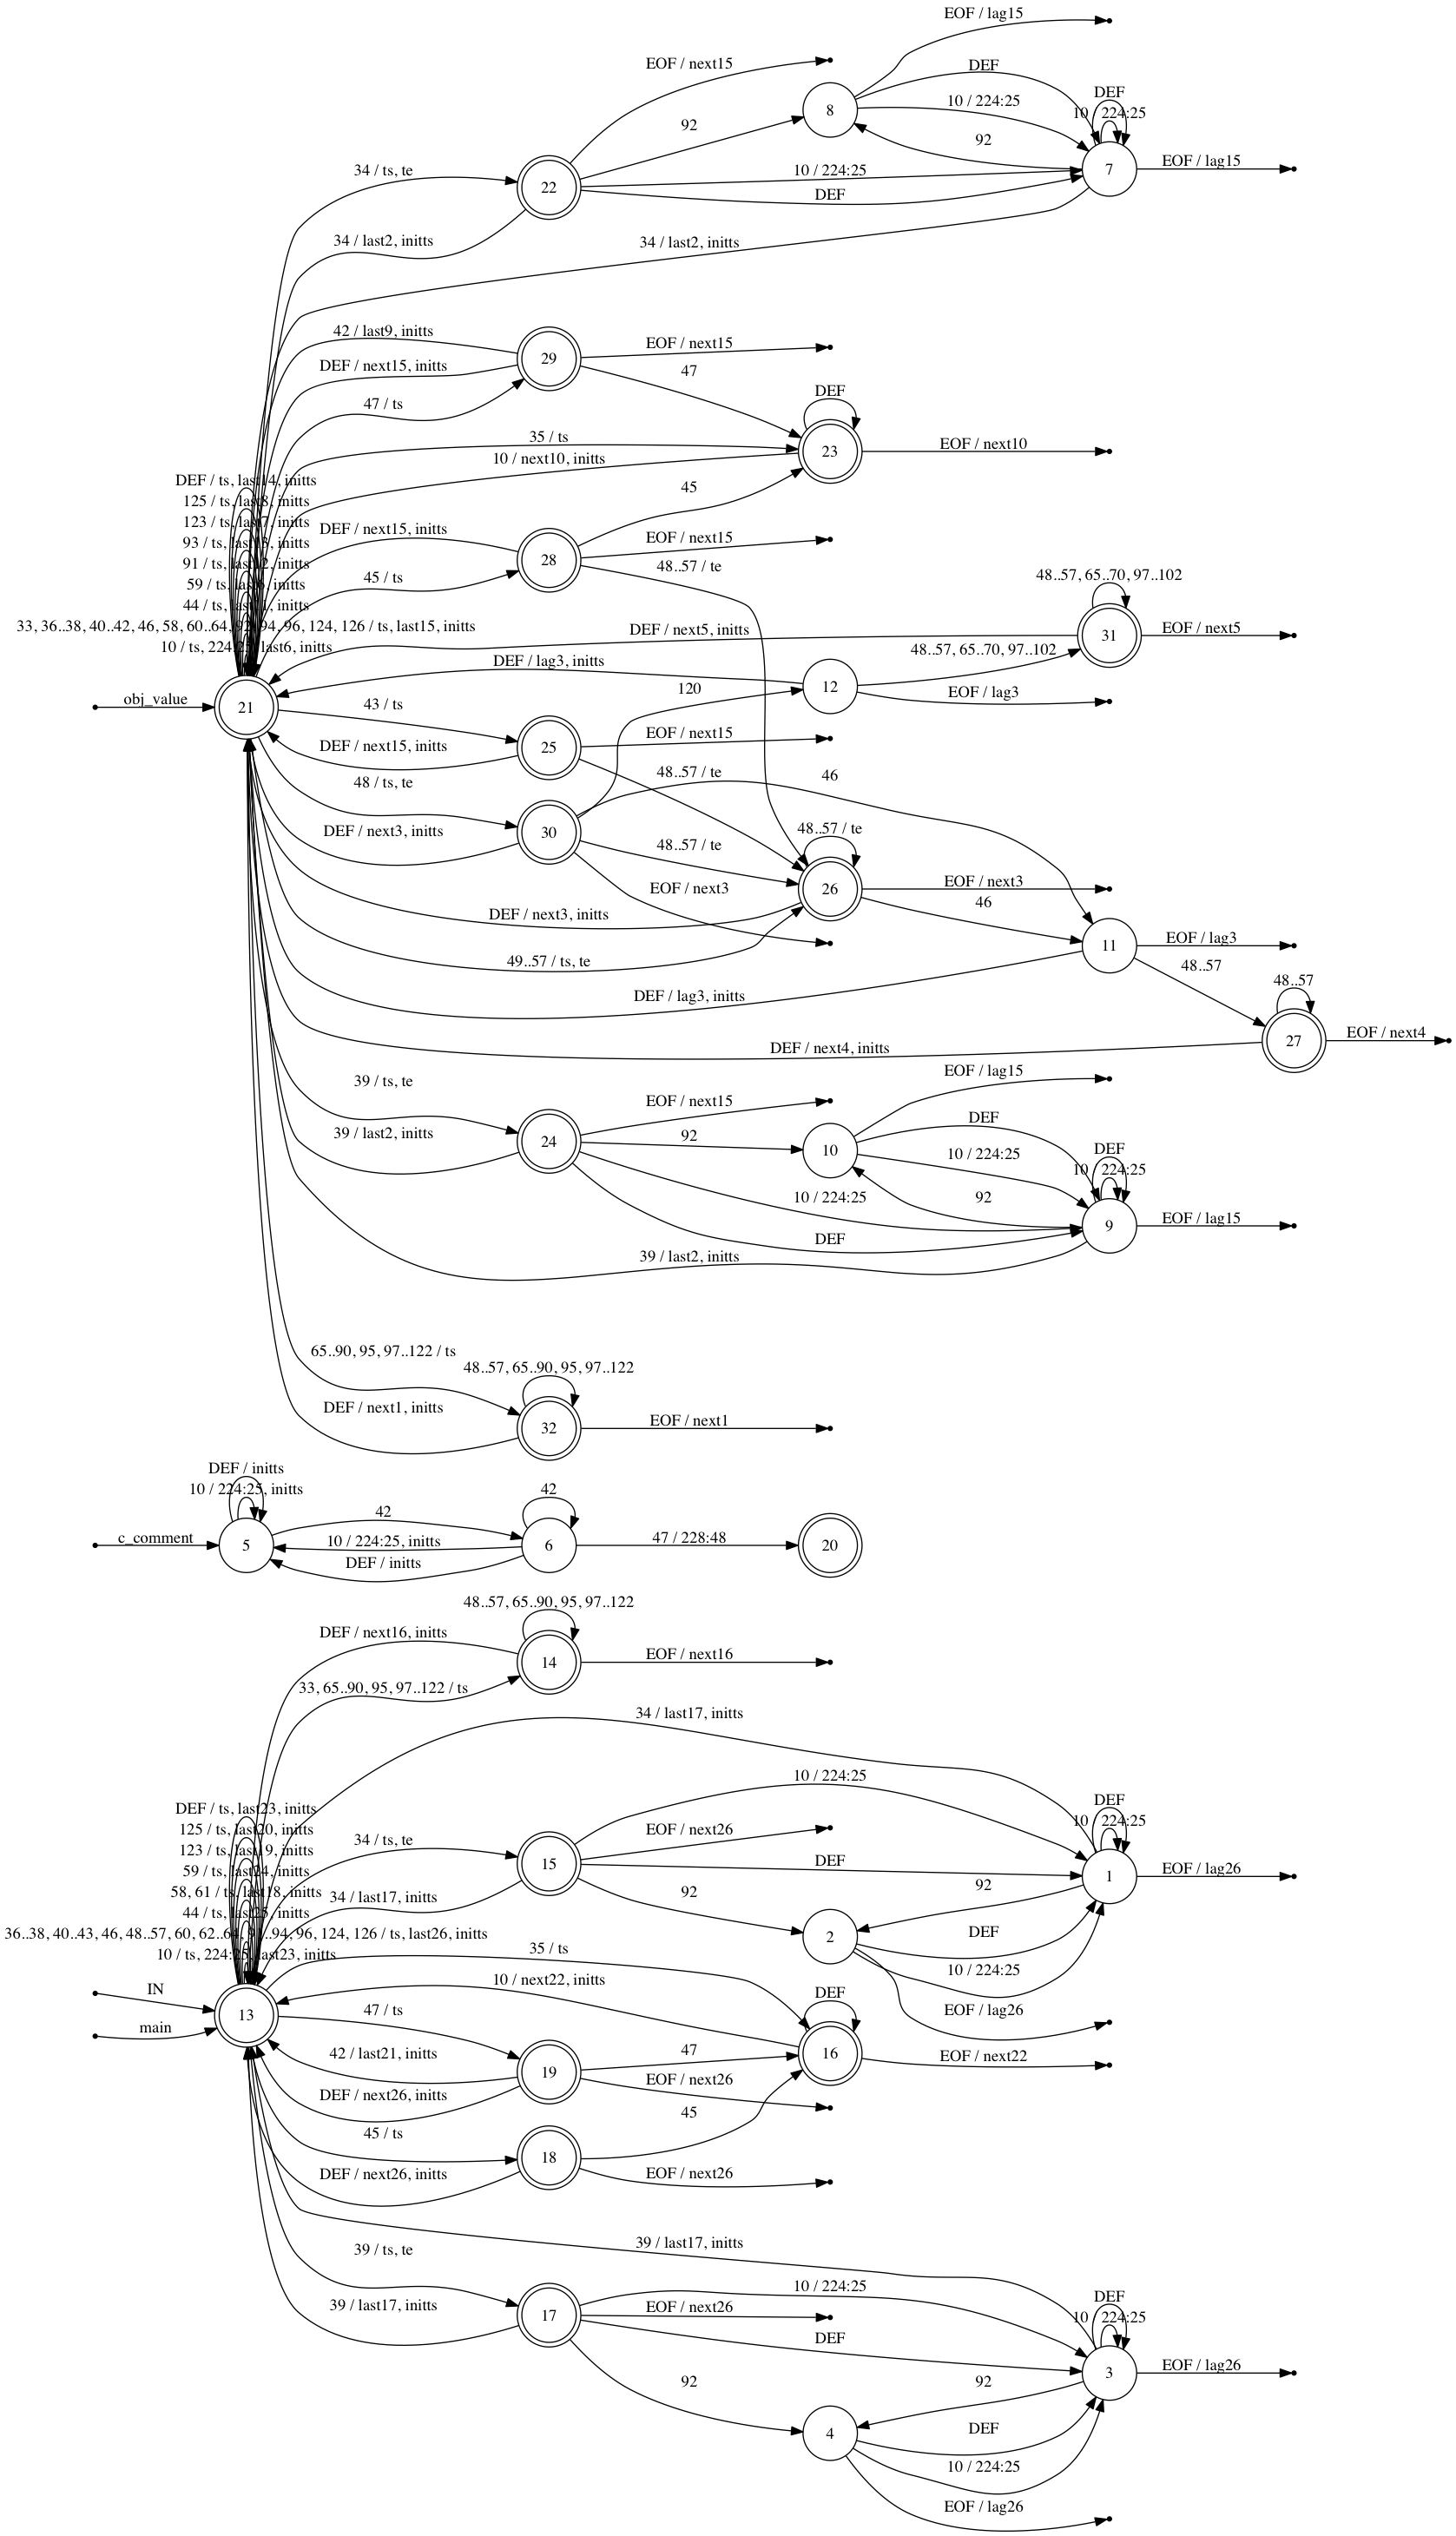 EOF / lag15
EOF / next15
DEF
8
10 / 224:25
DEF
92
92
10 / 224:25
7
EOF / lag15
34 / ts, te
22
10 / 224:25
DEF
34 / last2, initts
34 / last2, initts
42 / last9, initts
29
EOF / next15
DEF / next15, initts
47
DEF
47 / ts
35 / ts
23
EOF / next10
10 / next10, initts
DEF / ts, last14, initts
45
125 / ts, last8, initts
123 / ts, last7, initts
DEF / next15, initts
EOF / next15
93 / ts, last13, initts
28
91 / ts, last12, initts
48..57 / te
45 / ts
48..57, 65..70, 97..102
59 / ts, initts
44 / ts, initts
33, 36..38, 40..42, 46, 58, 60..64, 92, 94, 96, 124, 126 / ts, last15, initts
DEF / next5, initts
31
EOF / next5
10 / ts, 224:25, last6, initts
48..57, 65..70, 97..102
DEF / lag3, initts
12
120
EOF / lag3
obj_value
21
43 / ts
25
EOF / next15
DEF / next15, initts
48..57 / te
46
48 / ts, te
30
DEF / next3, initts
48..57 / te
48..57 / te
EOF / next3
26
EOF / next3
46
DEF / next3, initts
11
EOF / lag3
49..57 / ts, te
48..57
DEF / lag3, initts
48..57
27
EOF / next4
DEF / next4, initts
39 / ts, te
EOF / lag15
EOF / next15
DEF
39 / last2, initts
24
92
10
10 / 224:25
DEF
10 / 224:25
10 / 224:25
92
9
EOF / lag15
DEF
39 / last2, initts
65..90, 95, 97..122 / ts
48..57, 65..90, 95, 97..122
DEF / next1, initts
32
EOF / next1
DEF / initts
10 / 224:25, initts
42
42
c_comment
5
10 / 224:25, initts
6
47 / 228:48
20
DEF / initts
48..57, 65..90, 95, 97..122
DEF / next16, initts
14
EOF / next16
33, 65..90, 95, 97..122 / ts
34 / last17, initts
10 / 224:25
DEF
DEF / ts, last23, initts
10 / 224:25
125 / ts, last20, initts
EOF / next26
34 / ts, te
123 / ts, last19, initts
15
DEF
1
EOF / lag26
59 / ts, last24, initts
92
92
58, 61 / ts, last18, initts
34 / last17, initts
44 / ts, last25, initts
2
DEF
36..38, 40..43, 46, 48..57, 60, 62..64, 91..94, 96, 124, 126 / ts, last26, initts
10 / ts, 224:25, last23, initts
35 / ts
10 / 224:25
IN
10 / next22, initts
EOF / lag26
13
47 / ts
DEF
main
16
EOF / next22
42 / last21, initts
19
47
EOF / next26
DEF / next26, initts
45
45 / ts
18
DEF / next26, initts
EOF / next26
39 / last17, initts
39 / ts, te
10 / 224:25
DEF
39 / last17, initts
17
EOF / next26
10 / 224:25
DEF
3
EOF / lag26
92
92
4
DEF
10 / 224:25
EOF / lag26